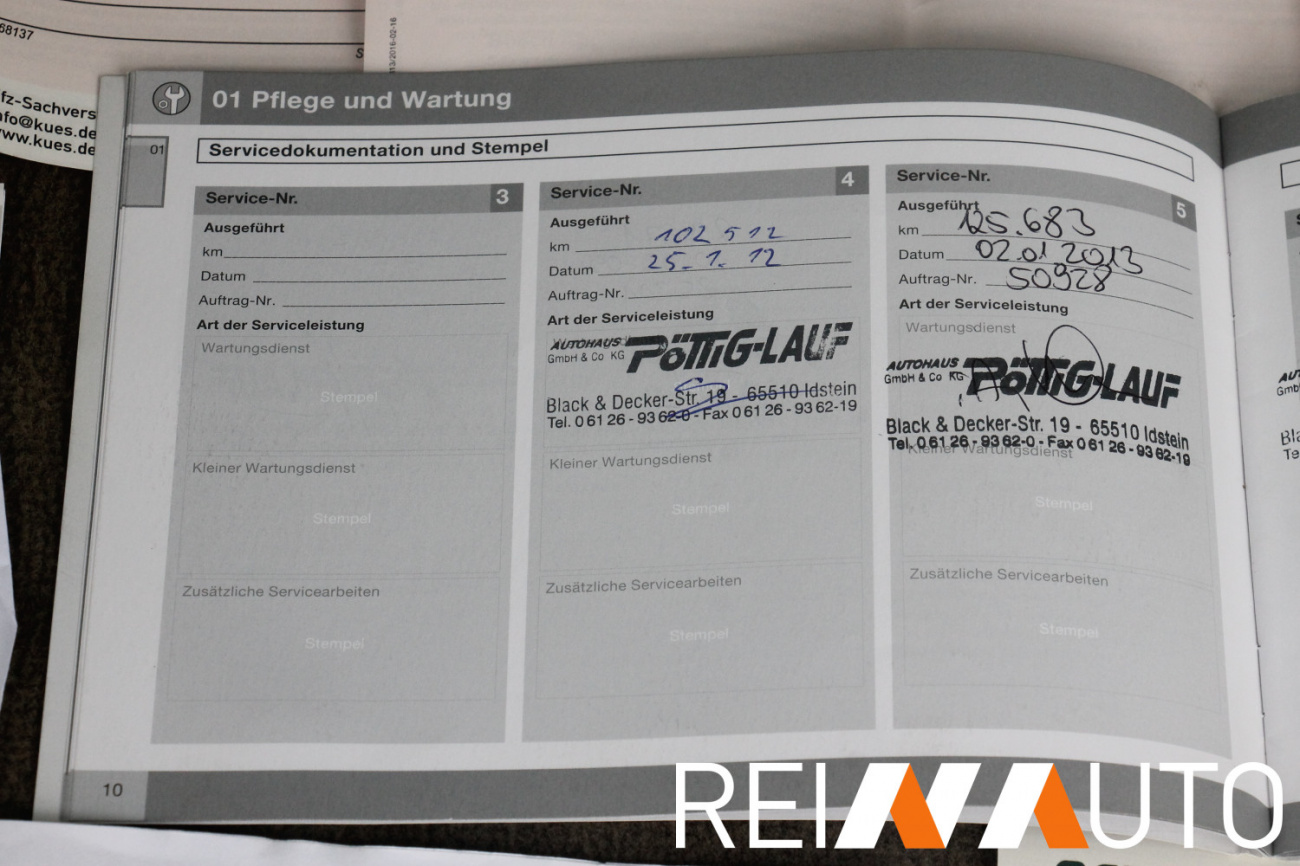 68137
fz-Sachvers
nfo@kues.de
www.kues.de
01 Pflege und Wartung
01
Servicedokumentation und Stempel
Service-Nr. 3
Ausgeführt
km
Datum
Auftrag-Nr.
Art der Serviceleistung
Wartungsdienst
Stempel
Kleiner Wartungsdienst
Stempel
Zusätzliche Servicearbeiten
Stempel
Service-Nr. 4
Ausgeführt
km 102 512
Datum 25.1.12
Auftrag-Nr.
Art der Serviceleistung
AUTOHAUS PÖTTIG-LAUF
GmbH & Co KG
Black & Decker-Str. 19 - 65510 Idstein
Tel. 0 61 26 - 93 62-0 - Fax 0 61 26 - 93 62-19
Kleiner Wartungsdienst
Stempel
Zusätzliche Servicearbeiten
Stempel
Service-Nr. 5
Ausgeführt
km 125.683
Datum 02.01.2013
Auftrag-Nr. 50928
Art der Serviceleistung
Wartungsdienst
AUTOHAUS PÖTTIG-LAUF
GmbH & Co KG
Black & Decker-Str. 19 - 65510 Idstein
Tel. 0 61 26 - 93 62-0 - Fax 0 61 26 - 93 62-19
Kleiner Wartungsdienst
Stempel
Zusätzliche Servicearbeiten
Stempel
10
REINAUTO